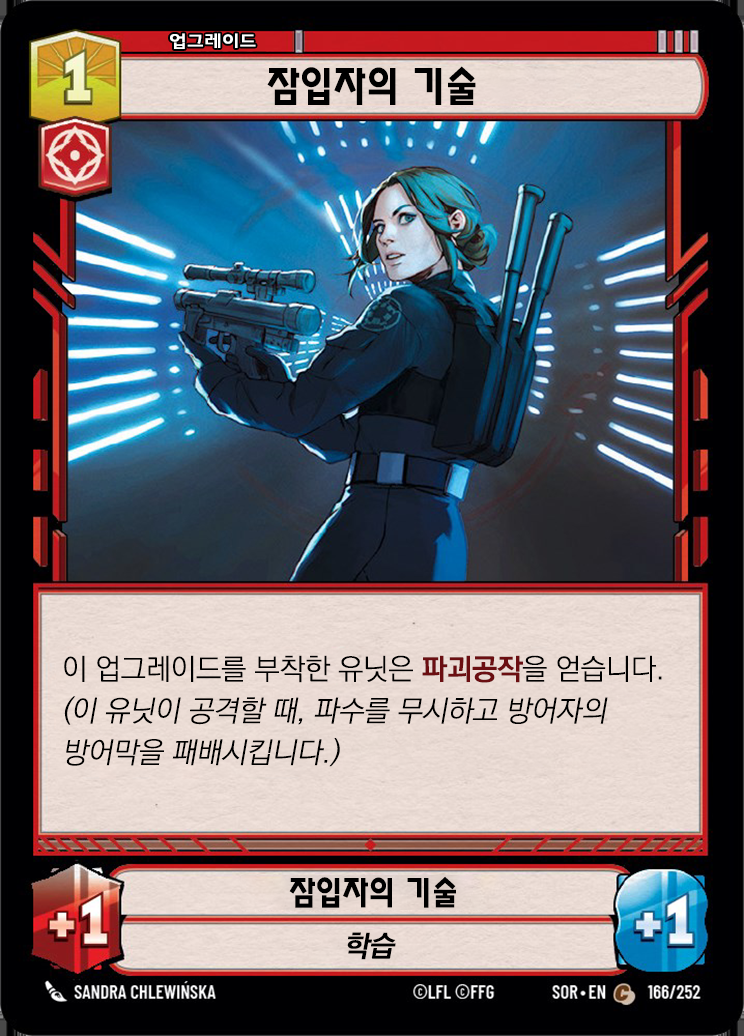 업그레이드
1
잠입자의 기술
이 업그레이드를 부착한 유닛은 파괴공작을 얻습니다.
(이 유닛이 공격할 때, 파수를 무시하고 방어자의
방어막을 패배시킵니다.)
잠입자의 기술
+1
+1
학습
SANDRA CHLEWIŃSKA
©LFL ©FFG
SOR•EN
C
166/252